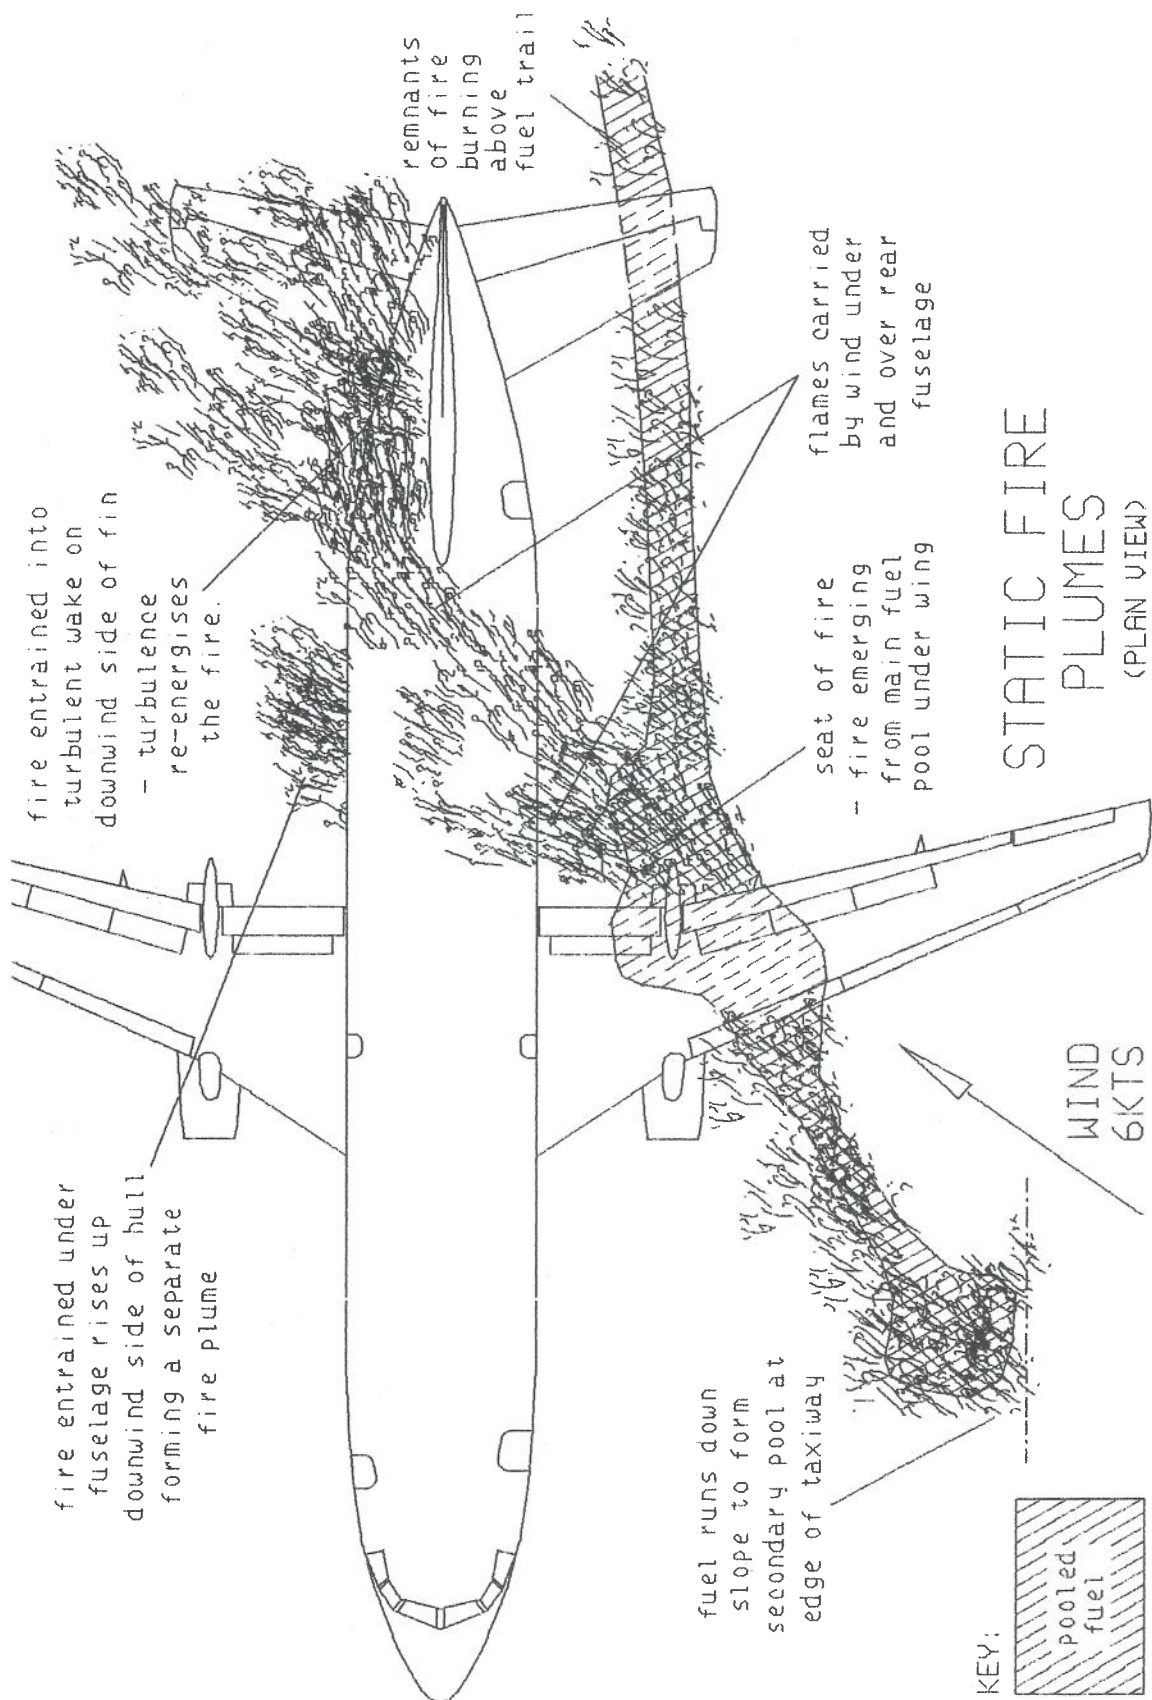 fire entrained into
turbulent wake on
downwind side of fin
- turbulence
re-energises
the fire.
remnants
of fire
burning
above
fuel trail
fire entrained under
fuselage rises up
downwind side of hull
forming a separate
fire plume
flames carried
by wind under
and over rear
fuselage
seat of fire
- fire emerging
from main fuel
pool under wing
fuel runs down
slope to form
secondary pool at
edge of taxiway
WIND
6KTS
STATIC FIRE
PLUMES
(PLAN VIEW)
KEY:
pooled
fuel